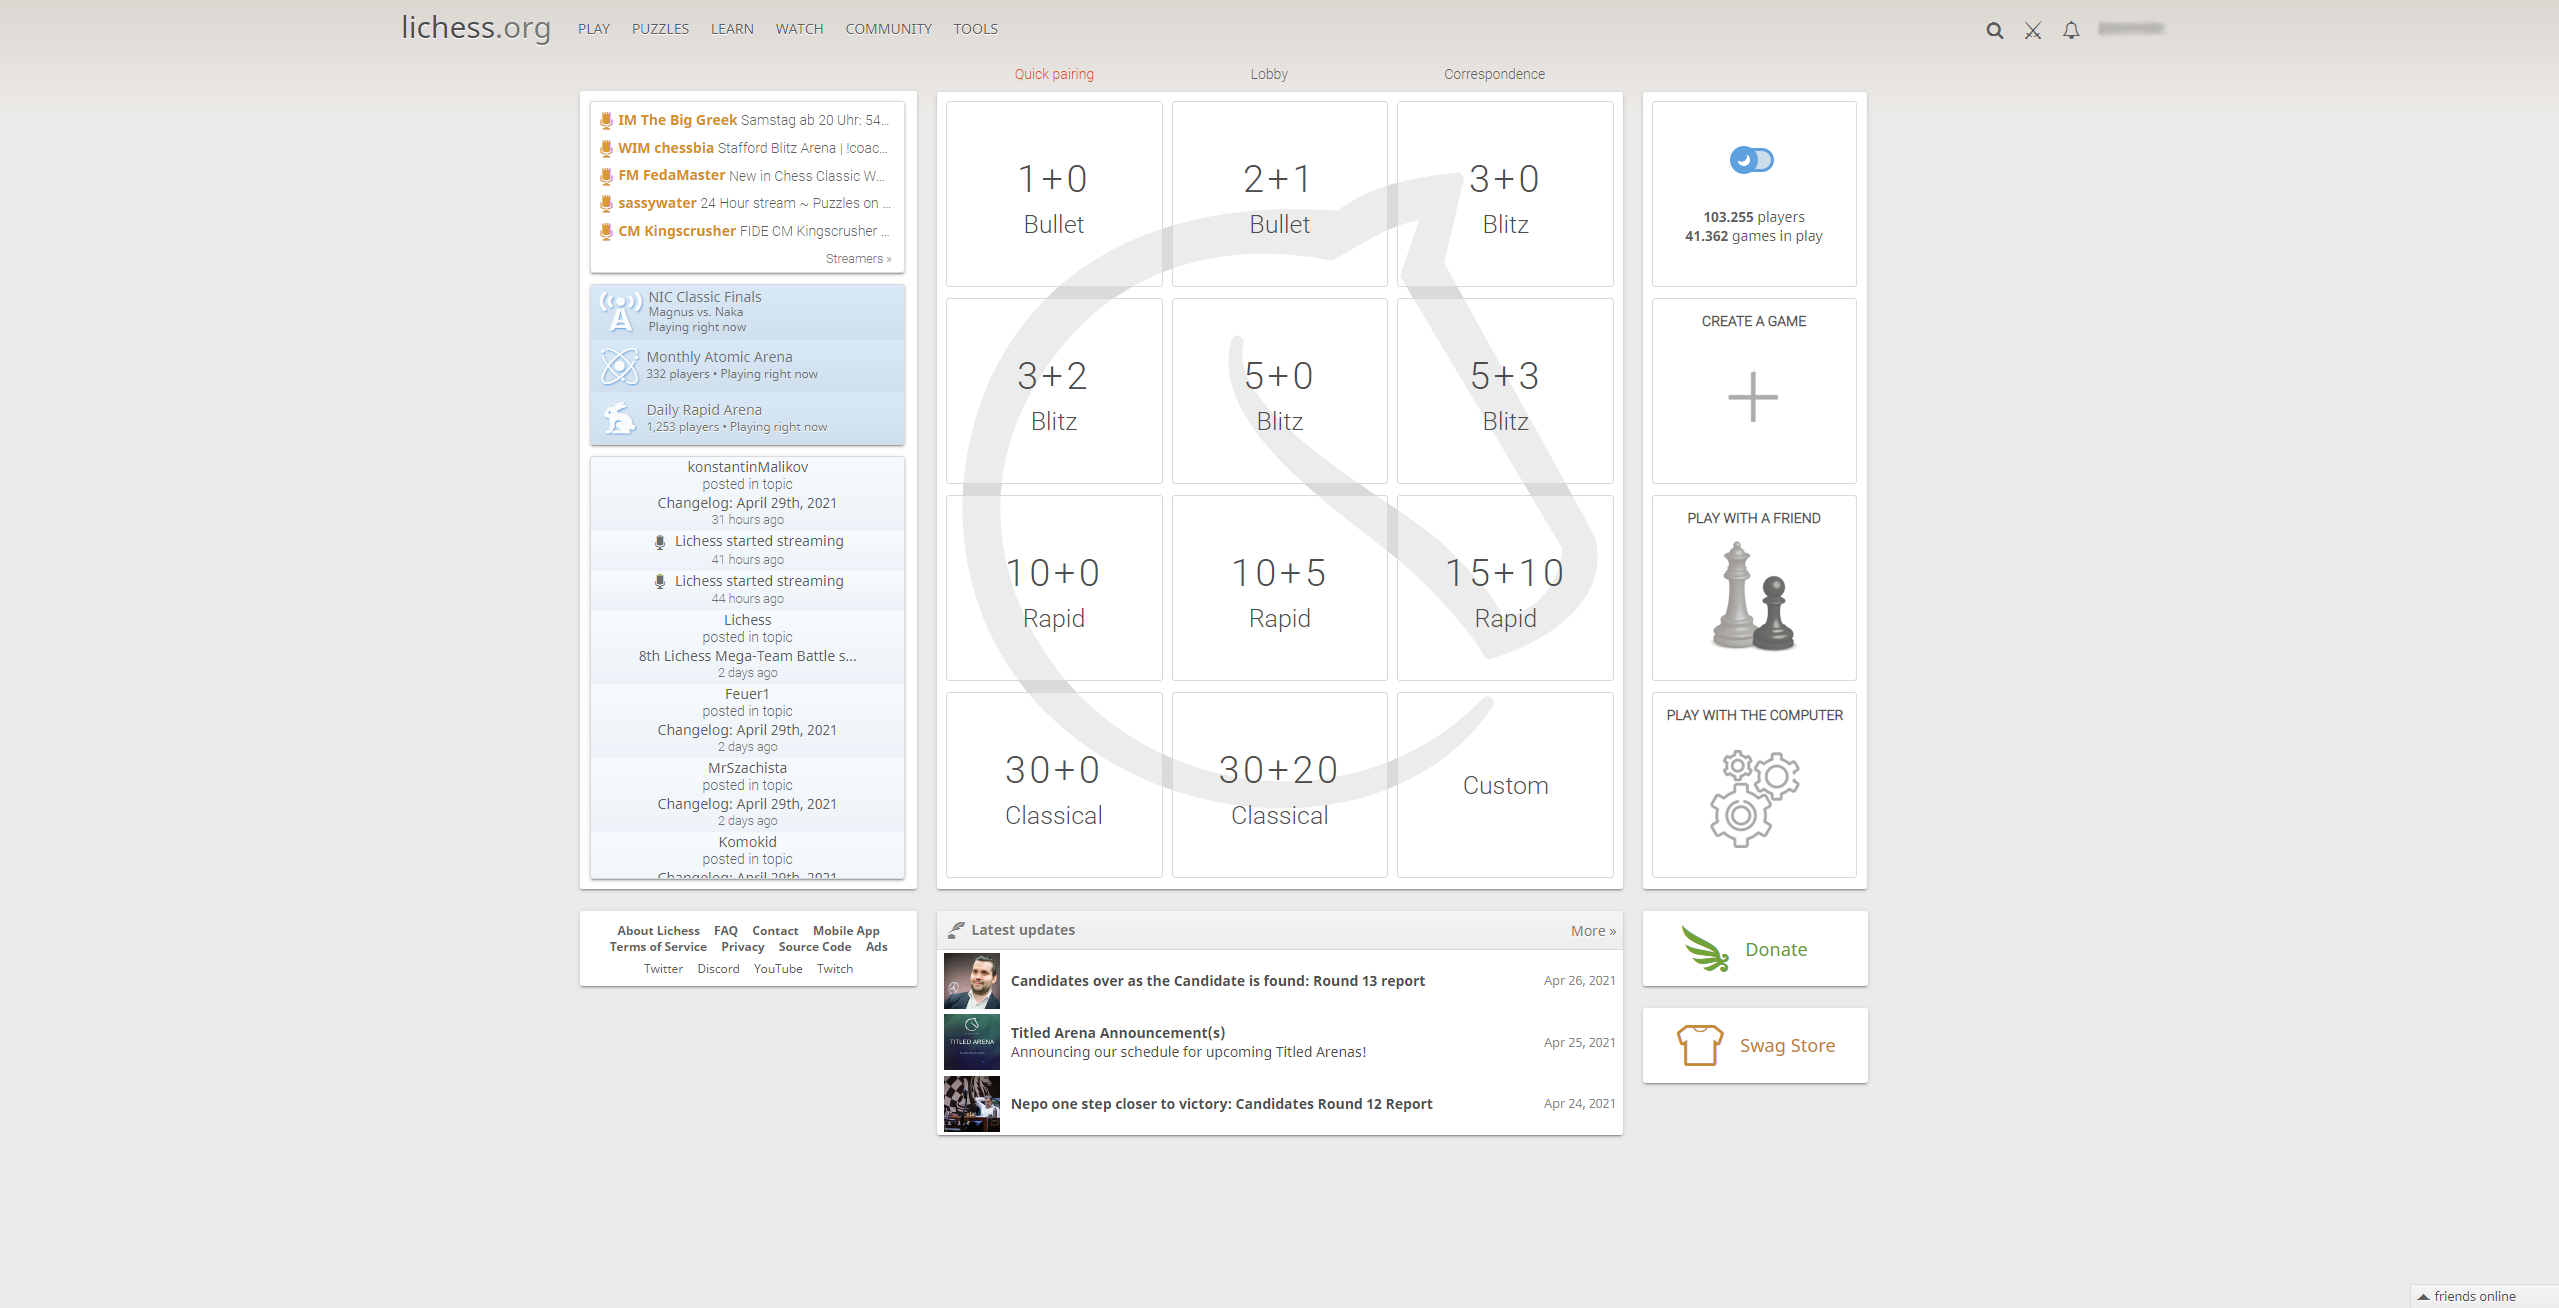 lichess.org PLAY PUZZLES LEARN WATCH COMMUNITY TOOLS
Quick pairing Lobby Correspondence
IM The Big Greek Samstag ab 20 Uhr: 54...
WIM chessbia Stafford Blitz Arena | !coac...
FM FedaMaster New in Chess Classic W...
sassywater 24 Hour stream ~ Puzzles on ...
CM Kingscrusher FIDE CM Kingscrusher ...
Streamers »
NIC Classic Finals
Magnus vs. Naka
Playing right now
Monthly Atomic Arena
332 players • Playing right now
Daily Rapid Arena
1,253 players • Playing right now
konstantinMalikov
posted in topic
Changelog: April 29th, 2021
31 hours ago
Lichess started streaming
41 hours ago
Lichess started streaming
44 hours ago
Lichess
posted in topic
8th Lichess Mega-Team Battle s...
2 days ago
Feuer1
posted in topic
Changelog: April 29th, 2021
2 days ago
MrSzachista
posted in topic
Changelog: April 29th, 2021
2 days ago
Komokid
posted in topic
Changelog: April 29th, 2021
1+0 2+1 3+0
Bullet Bullet Blitz
3+2 5+0 5+3
Blitz Blitz Blitz
10+0 10+5 15+10
Rapid Rapid Rapid
30+0 30+20 Custom
Classical Classical
103.255 players
41.362 games in play
CREATE A GAME
PLAY WITH A FRIEND
PLAY WITH THE COMPUTER
About Lichess FAQ Contact Mobile App
Terms of Service Privacy Source Code Ads
Twitter Discord YouTube Twitch
Latest updates More »
Candidates over as the Candidate is found: Round 13 report Apr 26, 2021
TITLED ARENA
Titled Arena Announcement(s)
Announcing our schedule for upcoming Titled Arenas! Apr 25, 2021
Nepo one step closer to victory: Candidates Round 12 Report Apr 24, 2021
Donate
Swag Store
friends online